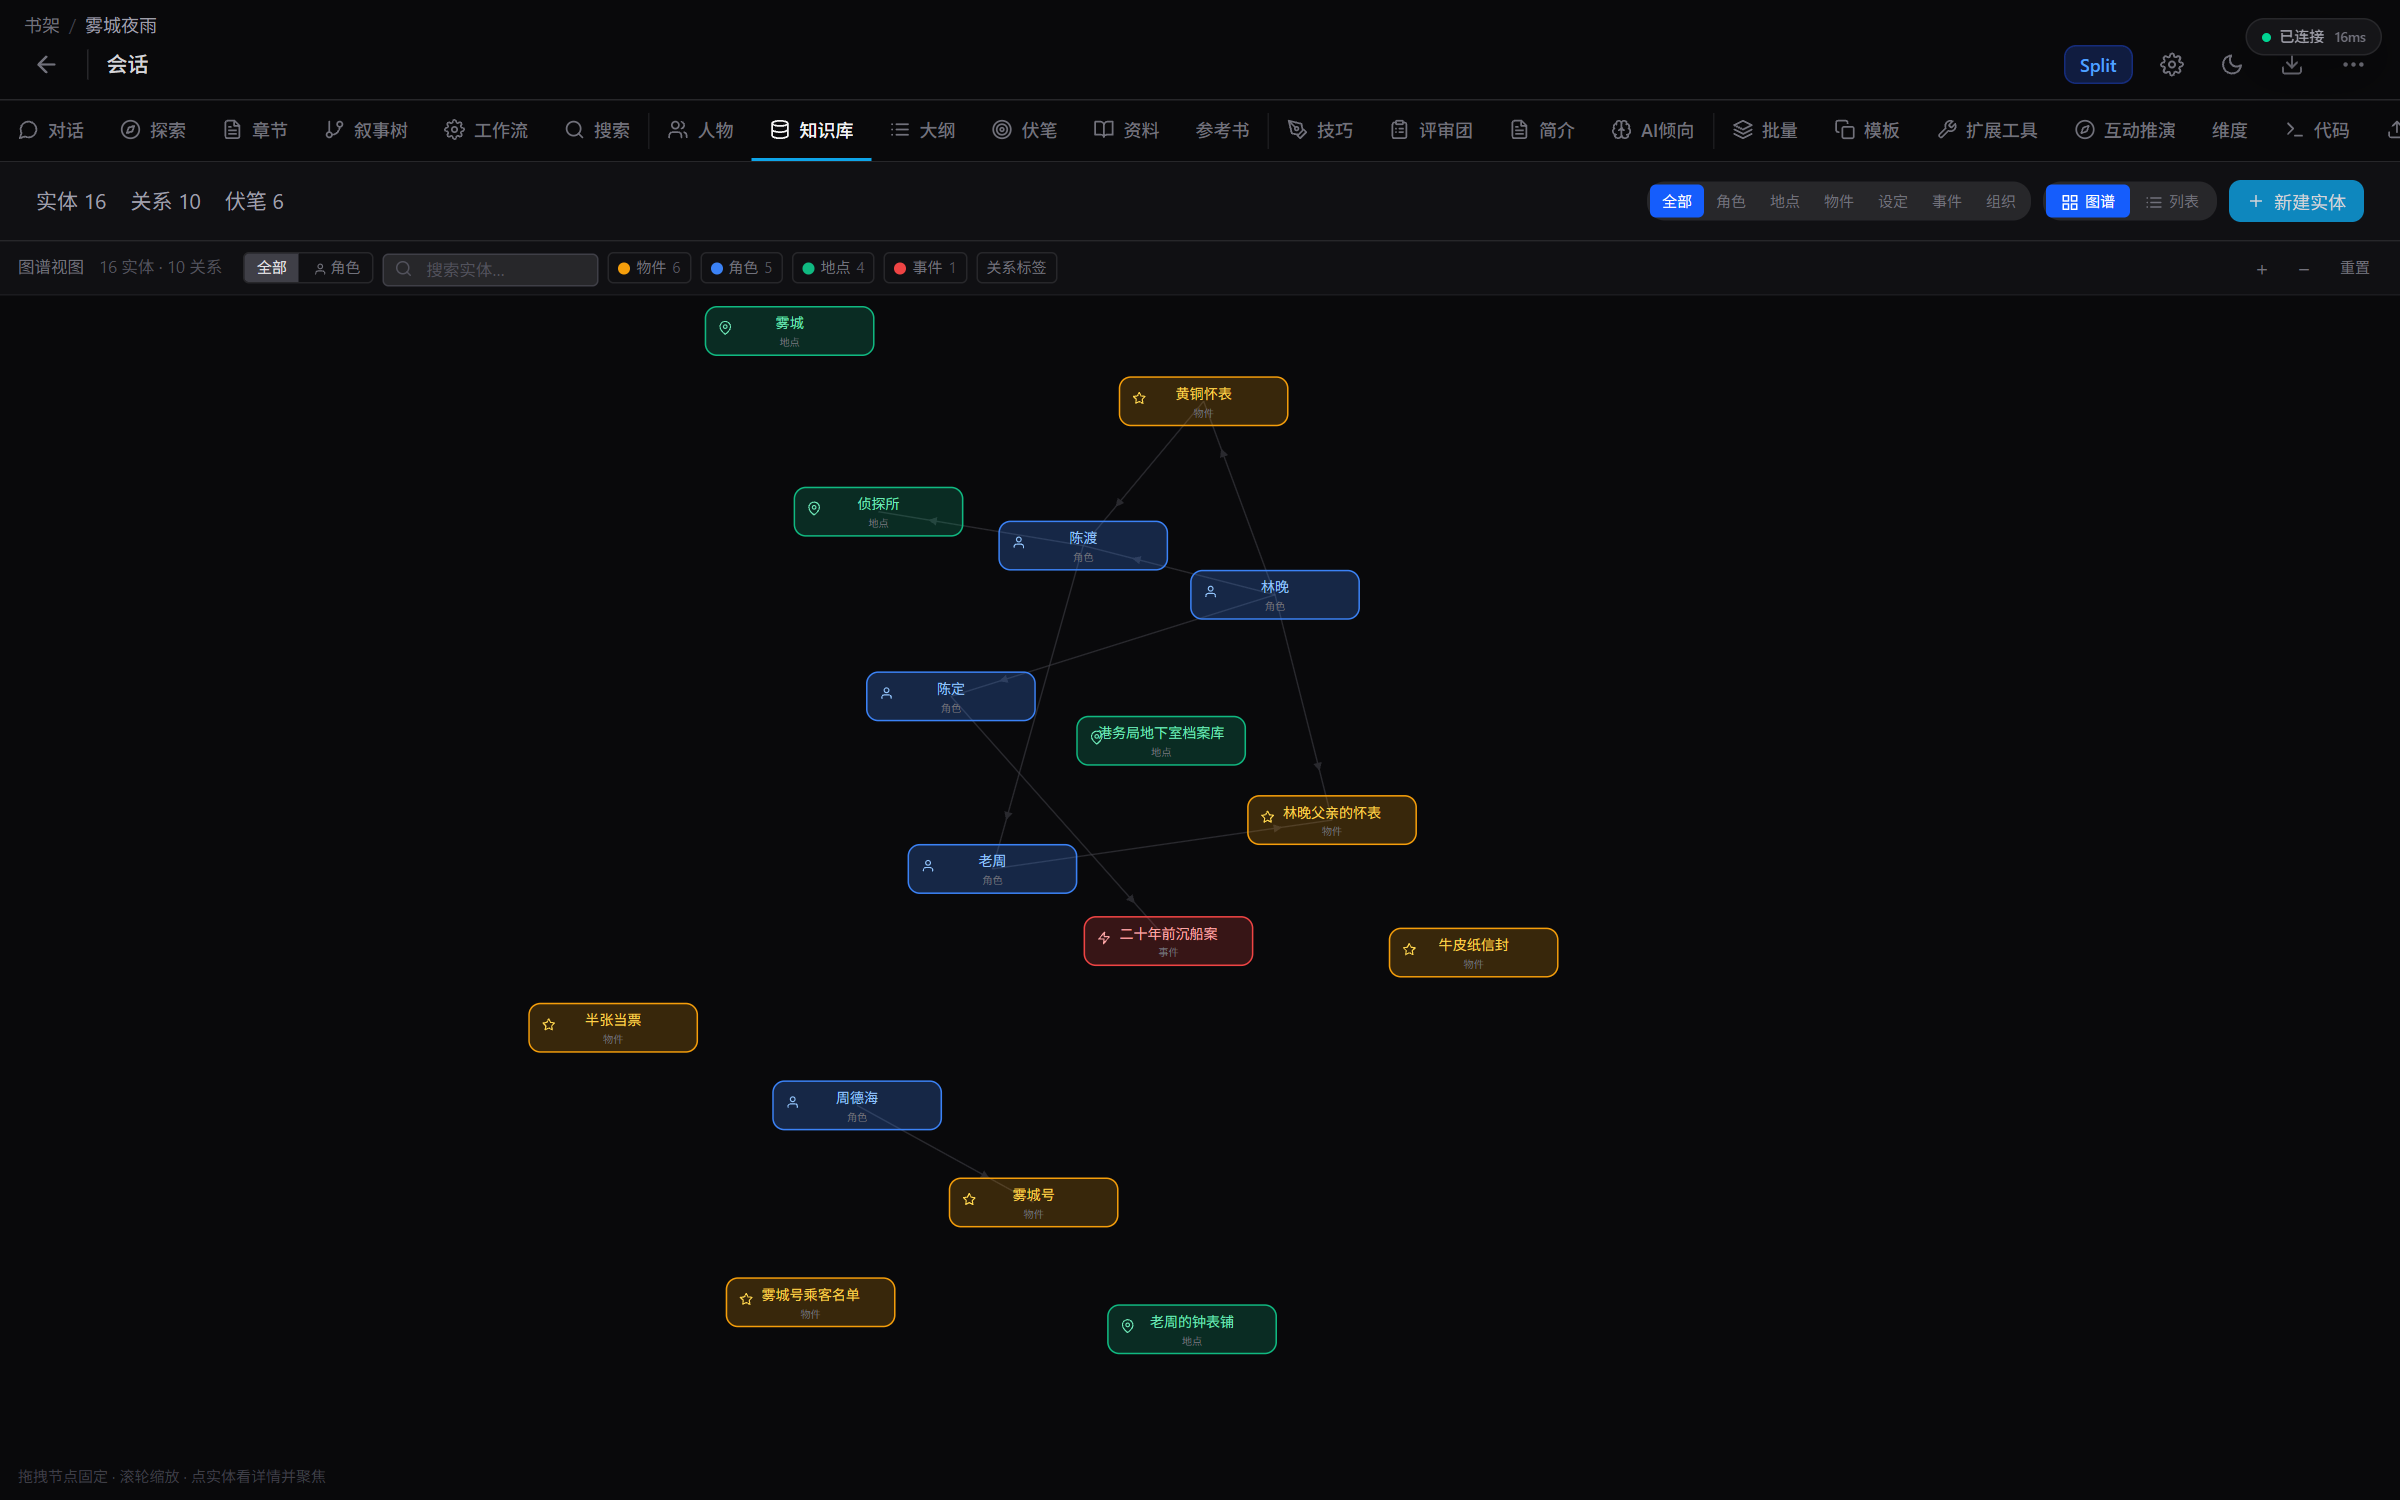 书架 / 雾城夜雨
已连接 16ms
会话
Split
对话 探索 章节 叙事树 工作流 搜索 人物 知识库 大纲 伏笔 资料 参考书 技巧 评审团 简介 AI倾向 批量 模板 扩展工具 互动推演 维度 代码
实体 16 关系 10 伏笔 6
全部 角色 地点 物件 设定 事件 组织 图谱 列表 + 新建实体
图谱视图 16 实体 · 10 关系 全部 角色 搜索实体... 物件 6 角色 5 地点 4 事件 1 关系标签 + − 重置
雾城
地点
黄铜怀表
物件
侦探所
地点
陈渡
角色
林晚
角色
陈定
角色
港务局地下室档案库
地点
林晚父亲的怀表
物件
老周
角色
二十年前沉船案
事件
牛皮纸信封
物件
半张当票
物件
周德海
角色
雾城号
物件
雾城号乘客名单
物件
老周的钟表铺
地点
拖拽节点固定 · 滚轮缩放 · 点实体看详情并聚焦